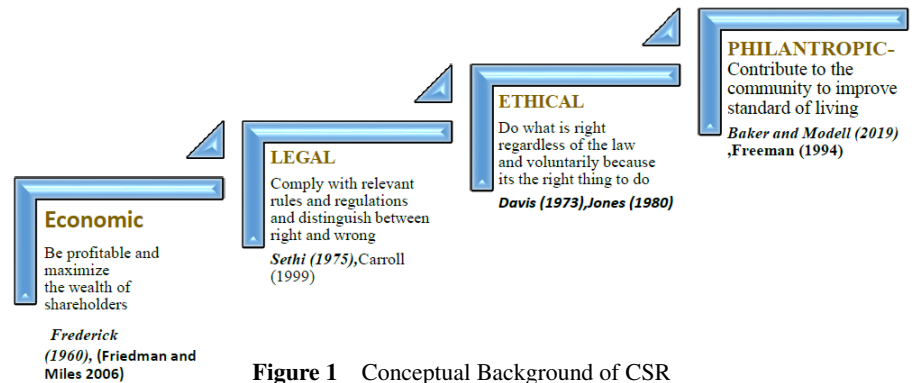 Economic
Be profitable and
maximize
the wealth of
shareholders
Frederick
(1960), (Friedman and
Miles 2006)
LEGAL
Comply with relevant
rules and regulations
and distinguish between
right and wrong
Sethi (1975),Carroll
(1999)
ETHICAL
Do what is right
regardless of the law
and voluntarily because
its the right thing to do
Davis (1973),Jones (1980)
PHILANTROPIC-
Contribute to the
community to improve
standard of living
Baker and Modell (2019)
,Freeman (1994)
Figure 1 Conceptual Background of CSR